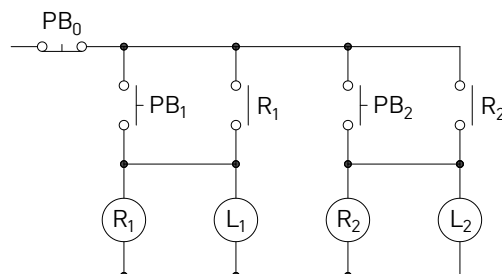 PB₀
PB₁ R₁ PB₂ R₂
R₁ L₁ R₂ L₂